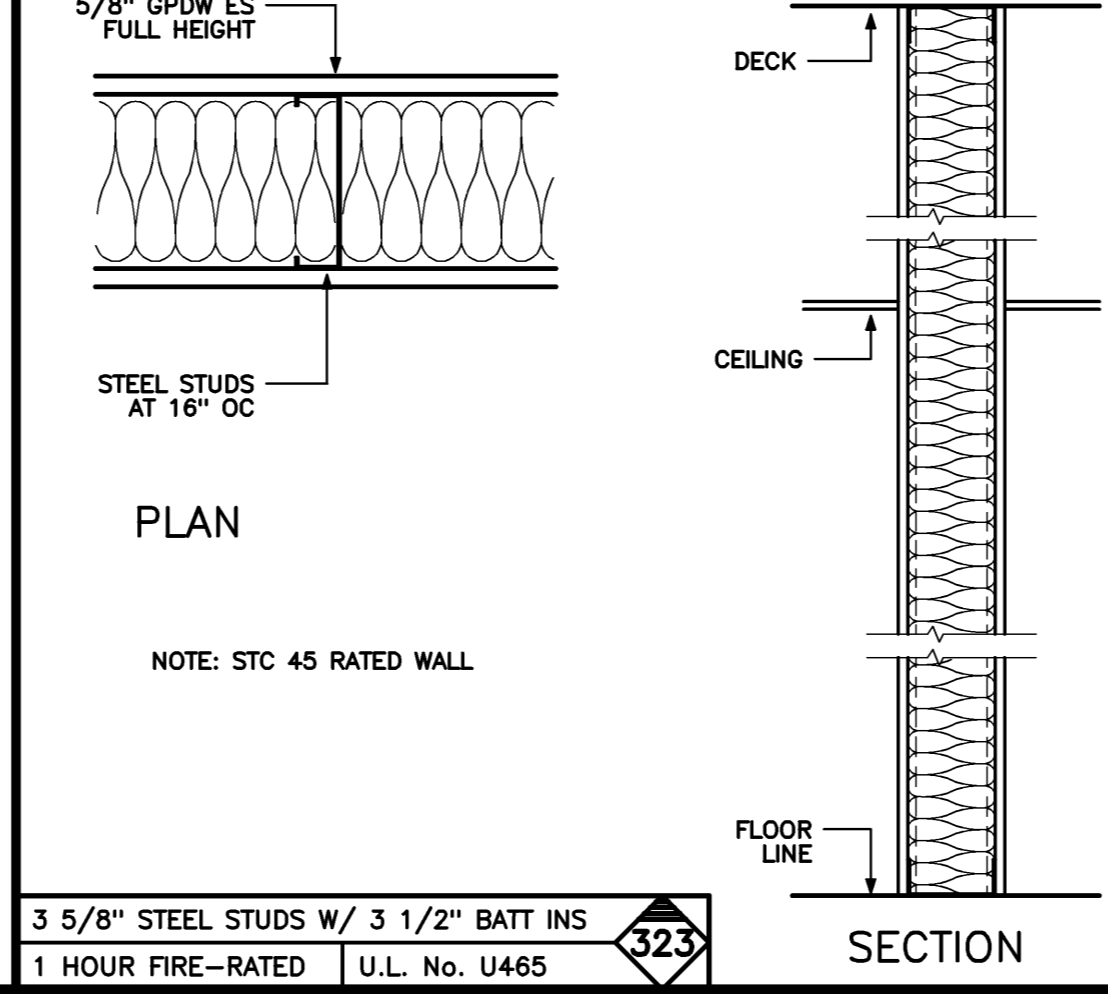 5/8" GPDW ES
FULL HEIGHT
STEEL STUDS
AT 16" OC
PLAN
NOTE: STC 45 RATED WALL
DECK
CEILING
FLOOR
LINE
SECTION
3 5/8" STEEL STUDS W/ 3 1/2" BATT INS
323
1 HOUR FIRE-RATED
U.L. No. U465